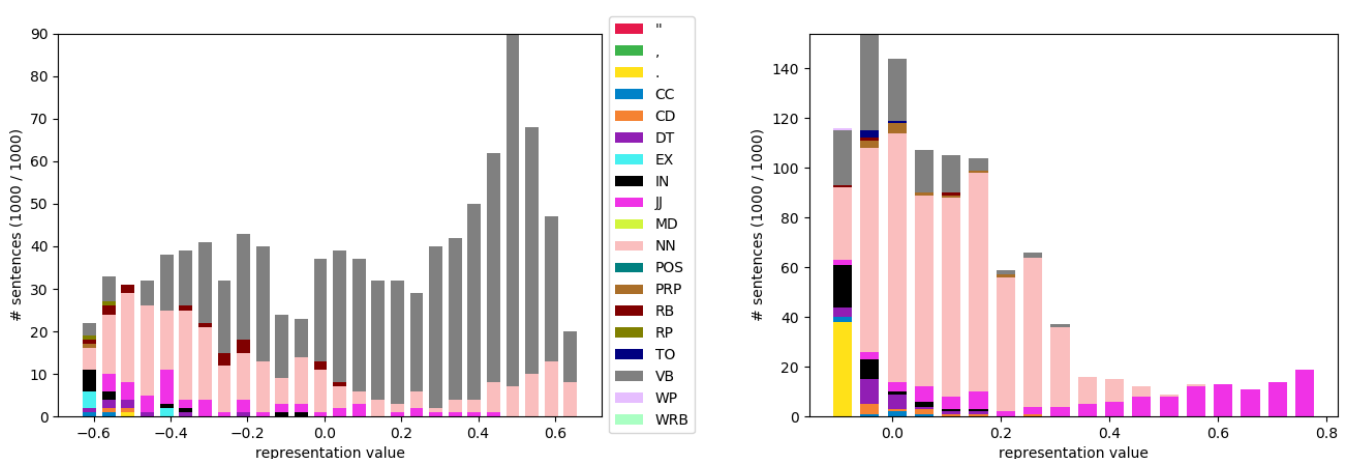 90
80
70
60
50
40
30
20
10
0
# sentences (1000 / 1000)
−0.6 −0.4 −0.2 0.0 0.2 0.4 0.6
representation value
"
,
.
CC
CD
DT
EX
IN
JJ
MD
NN
POS
PRP
RB
RP
TO
VB
WP
WRB
140
120
100
80
60
40
20
0
# sentences (1000 / 1000)
0.0 0.2 0.4 0.6 0.8
representation value